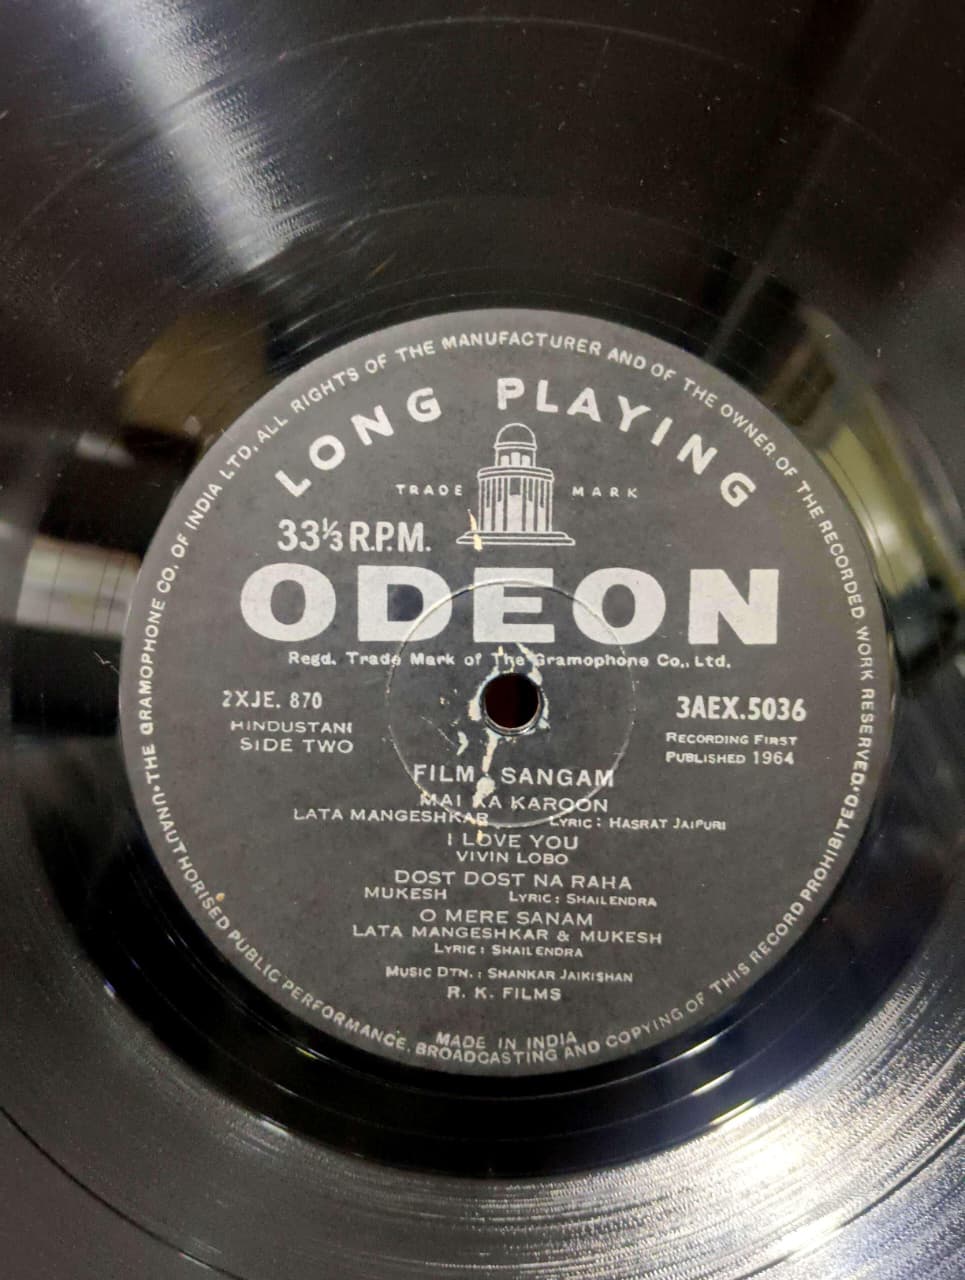 UNAUTHORISED PUBLIC PERFORMANCE, BROADCASTING AND COPYING OF THIS RECORD PROHIBITED. • THE GRAMOPHONE CO. OF INDIA LTD. ALL RIGHTS OF THE MANUFACTURER AND OF THE OWNER OF THE RECORDED WORK RESERVED.
LONG PLAYING
TRADE MARK
33⅓ R.P.M.
ODEON
Regd. Trade Mark of The Gramophone Co., Ltd.
2XJE. 870
3AEX.5036
HINDUSTANI
SIDE TWO
RECORDING FIRST
PUBLISHED 1964
FILM SANGAM
MAI KA KAROON
LATA MANGESHKAR LYRIC: HASRAT JAIPURI
I LOVE YOU
VIVIN LOBO
DOST DOST NA RAHA
MUKESH LYRIC: SHAILENDRA
O MERE SANAM
LATA MANGESHKAR & MUKESH
LYRIC: SHAILENDRA
MUSIC DTN.: SHANKAR JAIKISHAN
R. K. FILMS
MADE IN INDIA